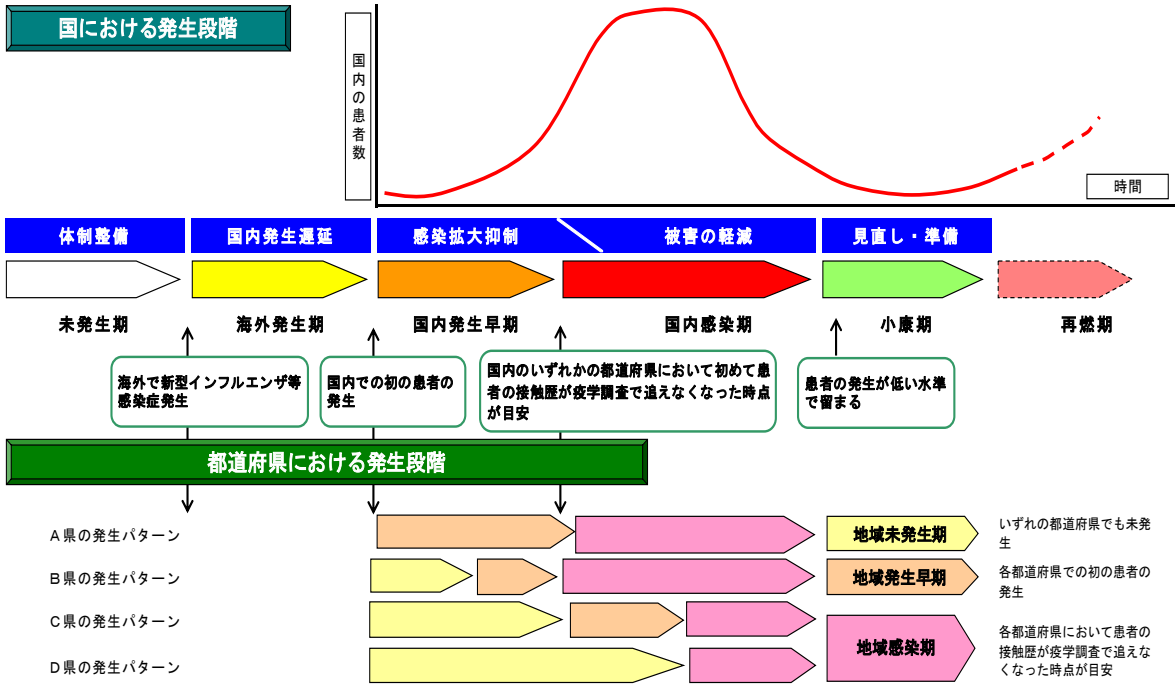 国における発生段階
国内の患者数
時間
体制整備
国内発生遅延
感染拡大抑制
被害の軽減
見直し・準備
未発生期
海外発生期
国内発生早期
国内感染期
小康期
再燃期
海外で新型インフルエンザ等
感染症発生
国内での初の患者の
発生
国内のいずれかの都道府県において初めて患
者の接触歴が疫学調査で追えなくなった時点
が目安
患者の発生が低い水準
で留まる
都道府県における発生段階
A県の発生パターン
地域未発生期
いずれの都道府県でも未発
生
B県の発生パターン
地域発生早期
各都道府県での初の患者の
発生
C県の発生パターン
地域感染期
各都道府県において患者の
接触歴が疫学調査で追えな
くなった時点が目安
D県の発生パターン